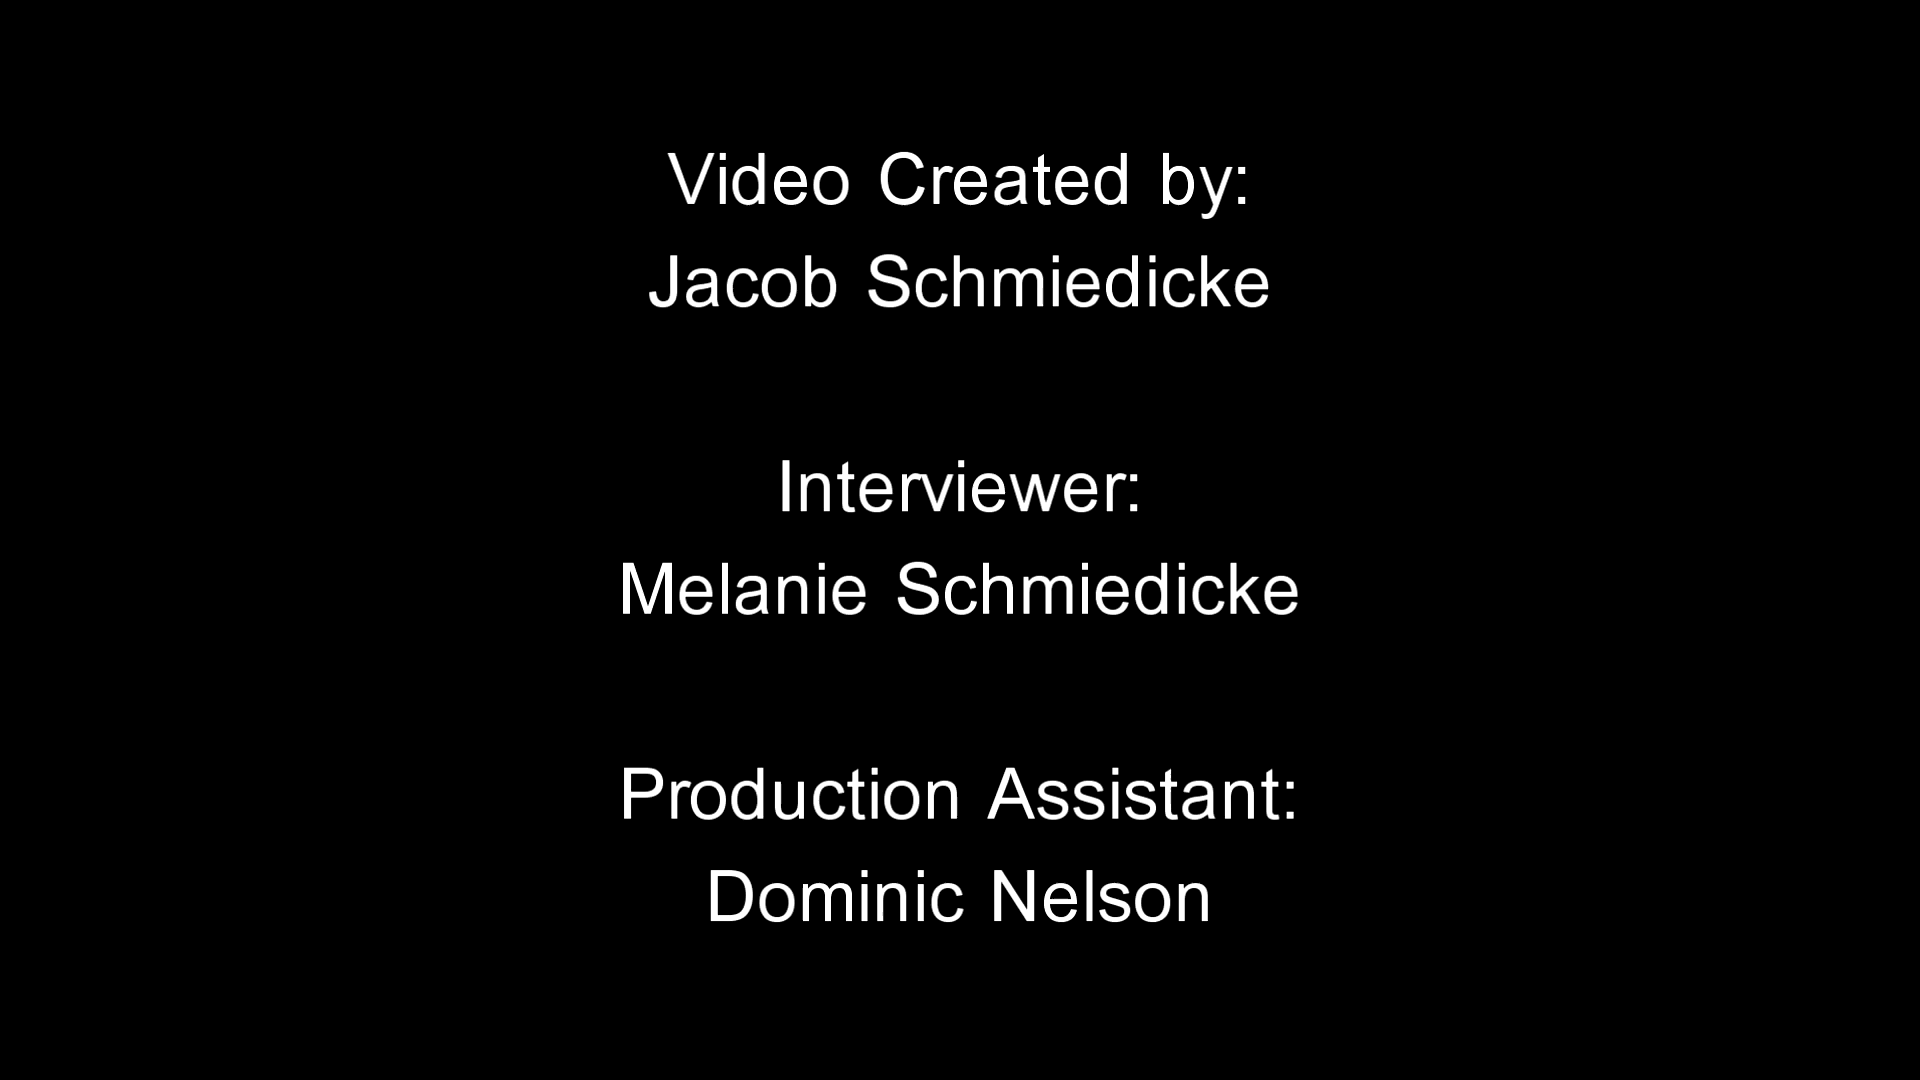 Video Created by:
Jacob Schmiedicke
Interviewer:
Melanie Schmiedicke
Production Assistant:
Dominic Nelson